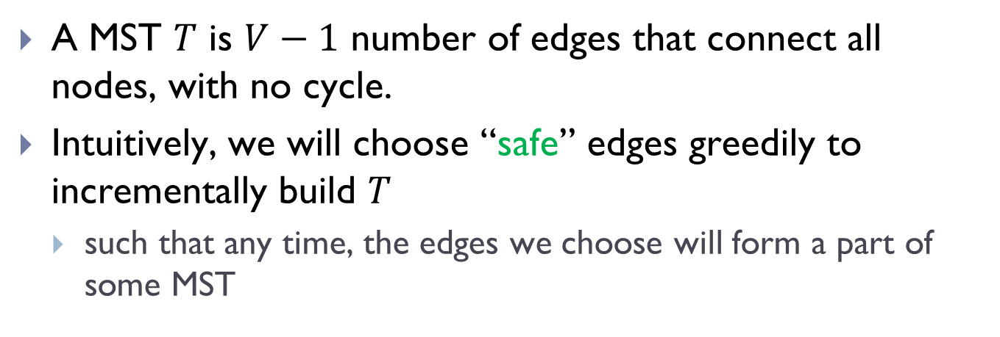 A MST T is V − 1 number of edges that connect all
nodes, with no cycle.
Intuitively, we will choose “safe” edges greedily to
incrementally build T
such that any time, the edges we choose will form a part of
some MST